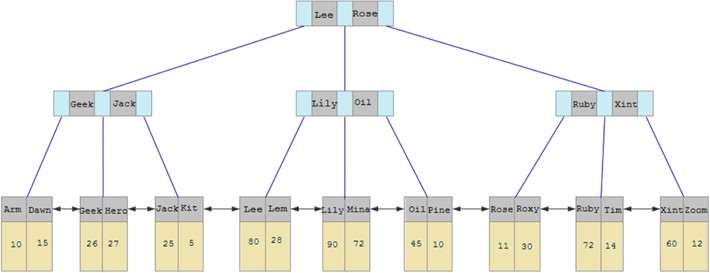 Lee Rose
Geek Jack Lily Oil Ruby Xint
Arm Dawn Geek Hero Jack Kit Lee Lem Lily Mina Oil Pine Rose Roxy Ruby Tim Xint Zoom
10 15 26 27 25 5 80 28 90 72 45 10 11 30 72 14 60 12